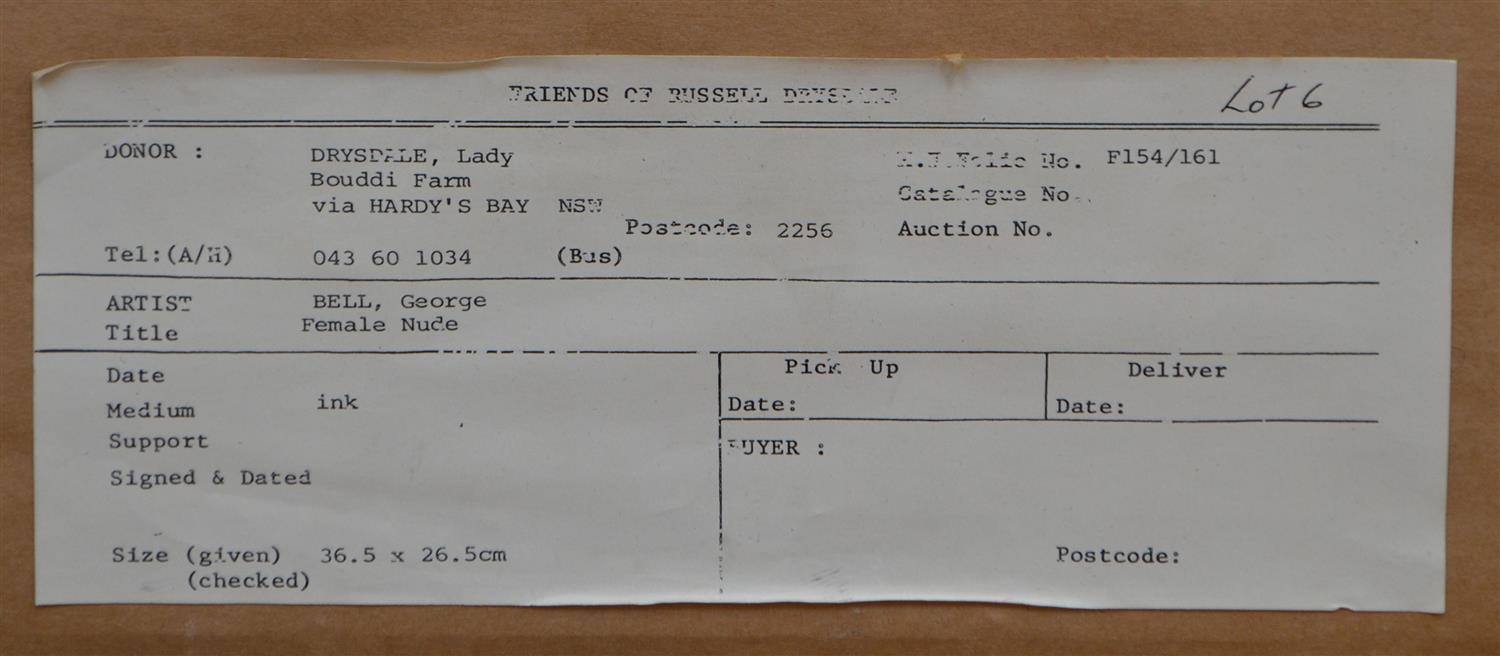 FRIENDS OF RUSSELL DRYSDALE
Lot 6
DONOR : DRYSDALE, Lady Folio No. F154/161
Bouddi Farm Catalogue No.
via HARDY'S BAY NSW
Postcode: 2256 Auction No.
Tel:(A/H) 043 60 1034 (Bus)
ARTIST BELL, George
Title Female Nude
Date
Medium ink
Support
Signed & Dated
Size (given) 36.5 x 26.5cm
(checked)
Pick Up Deliver
Date: Date:
BUYER :
Postcode: